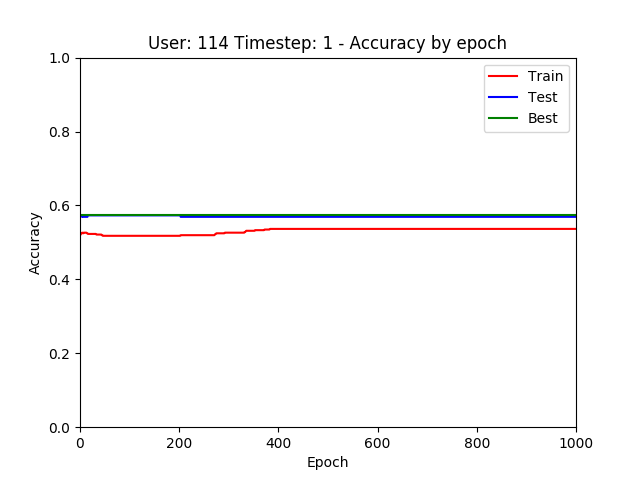 User: 114 Timestep: 1 - Accuracy by epoch
1.0
0.8
0.6
0.4
0.2
0.0
Accuracy
Train
Test
Best
0 200 400 600 800 1000
Epoch